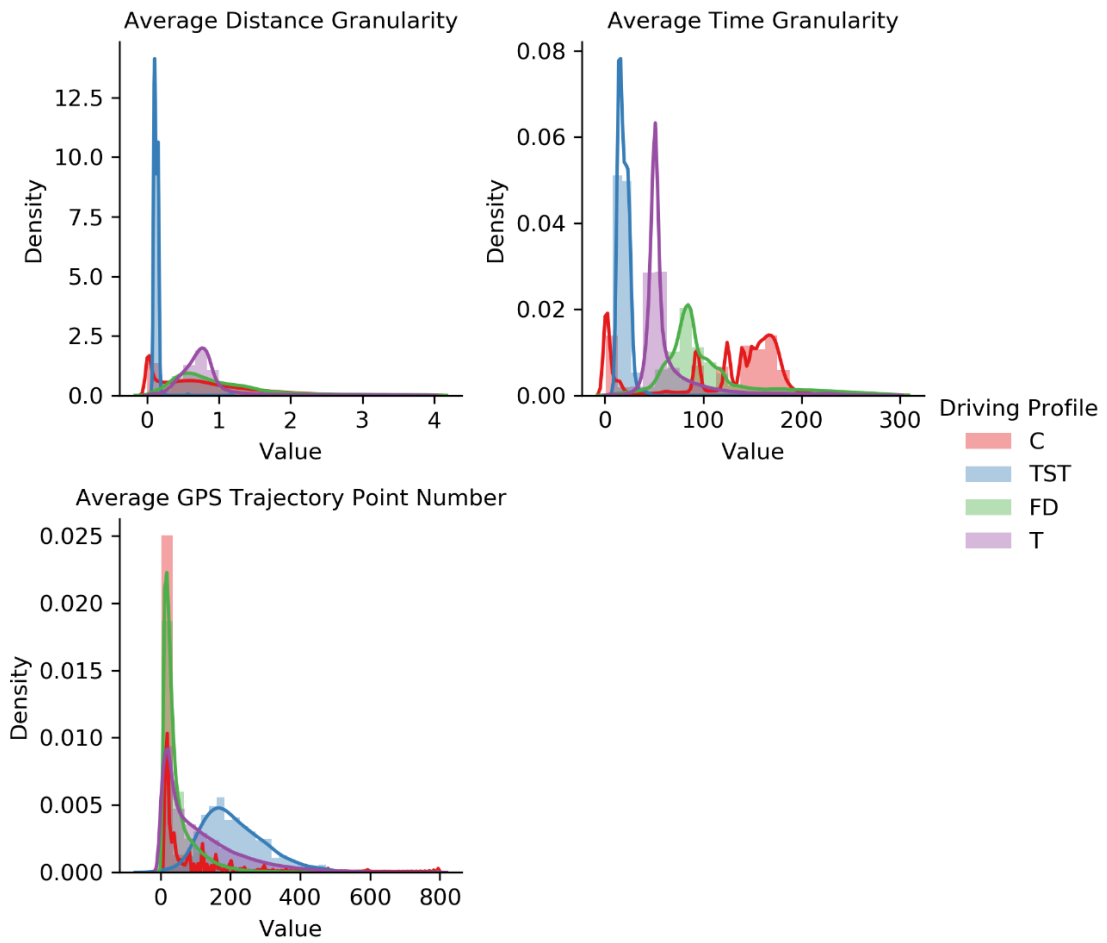 Average Distance Granularity
Density
12.5
10.0
7.5
5.0
2.5
0.0
0 1 2 3 4
Value
Average Time Granularity
Density
0.08
0.06
0.04
0.02
0.00
0 100 200 300
Value
Driving Profile
C
TST
FD
T
Average GPS Trajectory Point Number
Density
0.025
0.020
0.015
0.010
0.005
0.000
0 200 400 600 800
Value